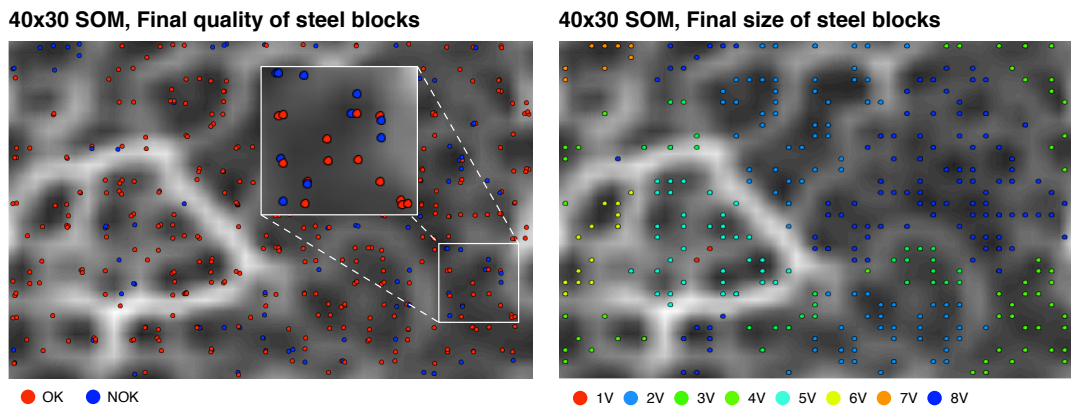 40x30 SOM, Final quality of steel blocks
40x30 SOM, Final size of steel blocks
OK NOK
1V 2V 3V 4V 5V 6V 7V 8V